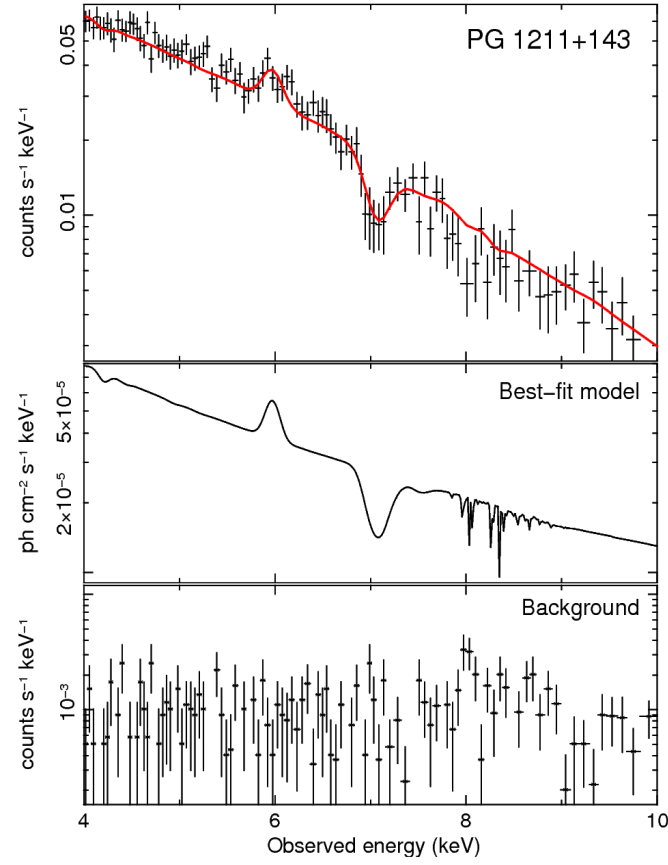 PG 1211+143
counts s⁻¹ keV⁻¹
0.05
0.01
Best−fit model
ph cm⁻² s⁻¹ keV⁻¹
5×10⁻⁵
2×10⁻⁵
Background
counts s⁻¹ keV⁻¹
10⁻³
4 6 8 10
Observed energy (keV)